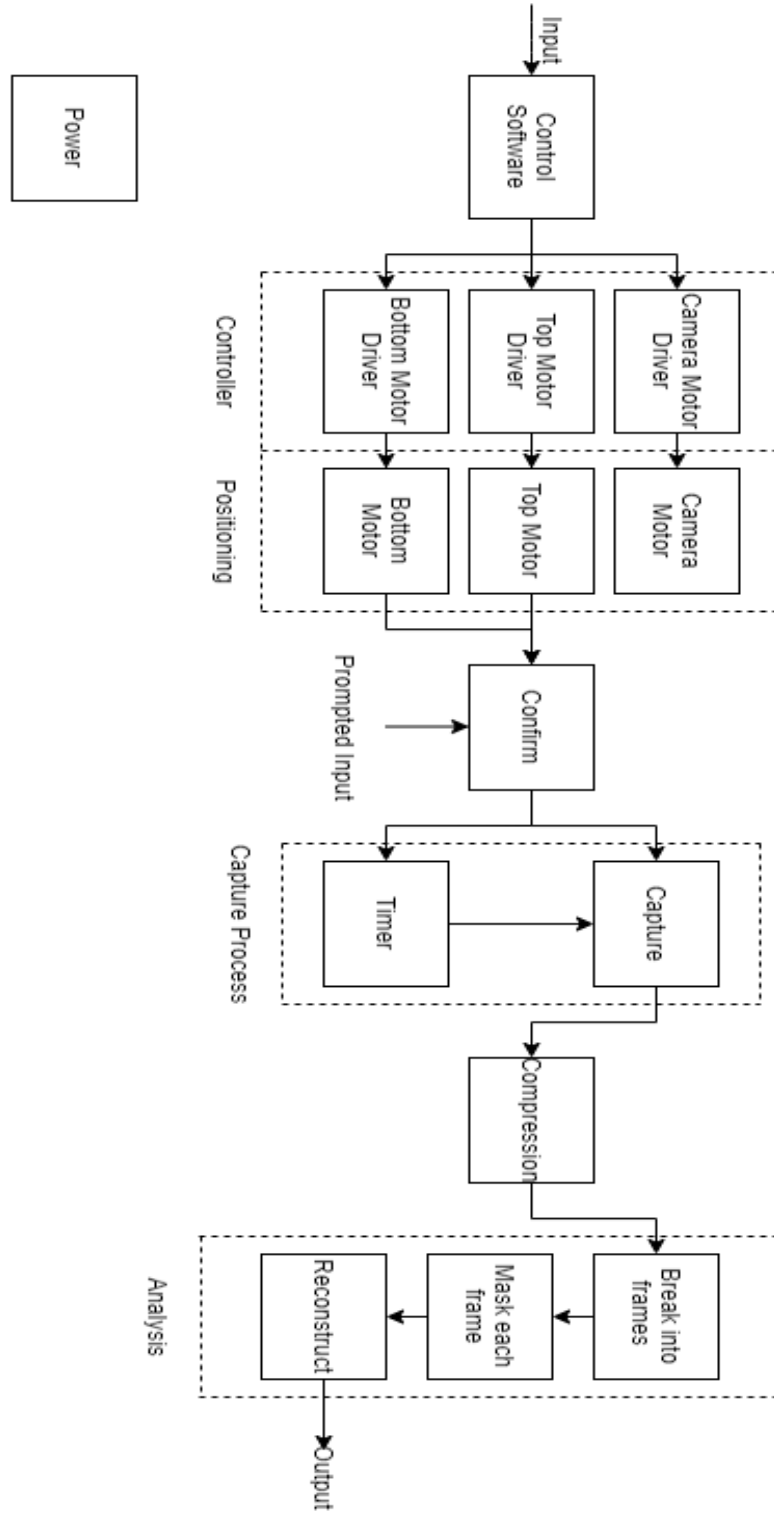 Input
Control
Software
Power
Camera Motor
Driver
Top Motor
Driver
Bottom Motor
Driver
Controller
Camera
Motor
Top Motor
Bottom
Motor
Positioning
Confirm
Prompted Input
Capture
Timer
Capture Process
Compression
Break into
frames
Mask each
frame
Reconstruct
Analysis
Output